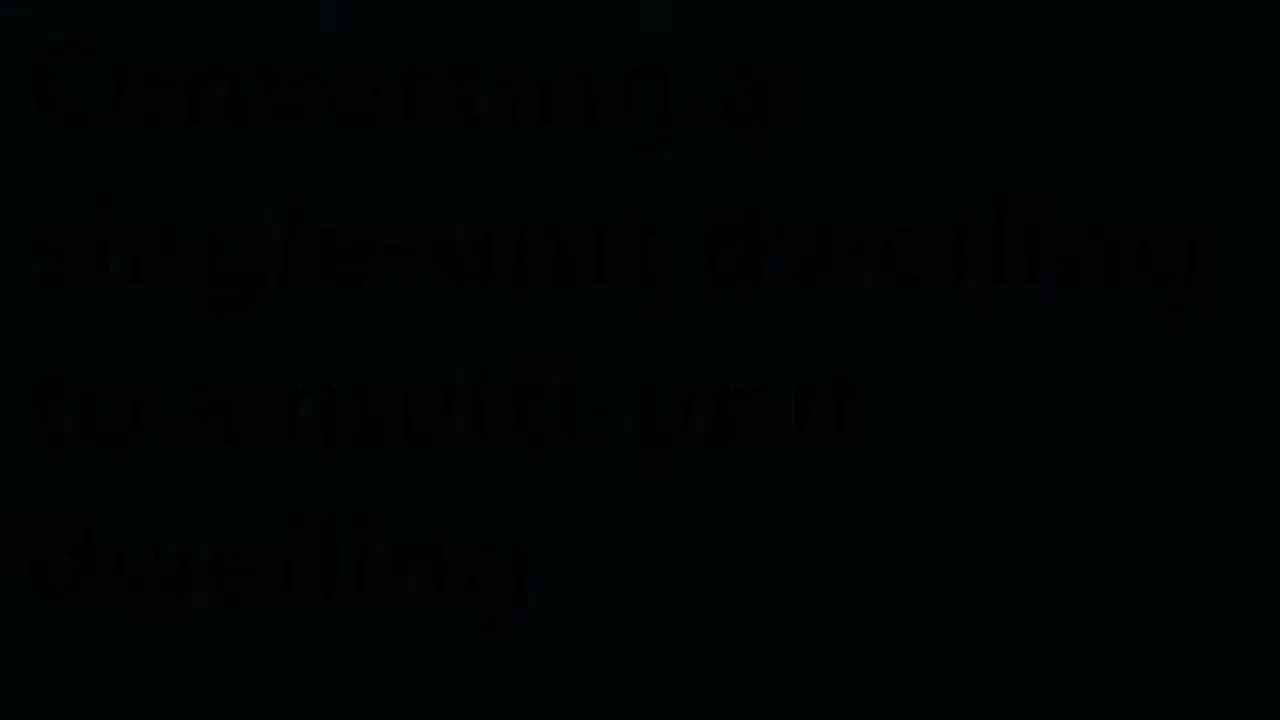 Converting a
single-unit dwelling
to a multi-unit
dwelling